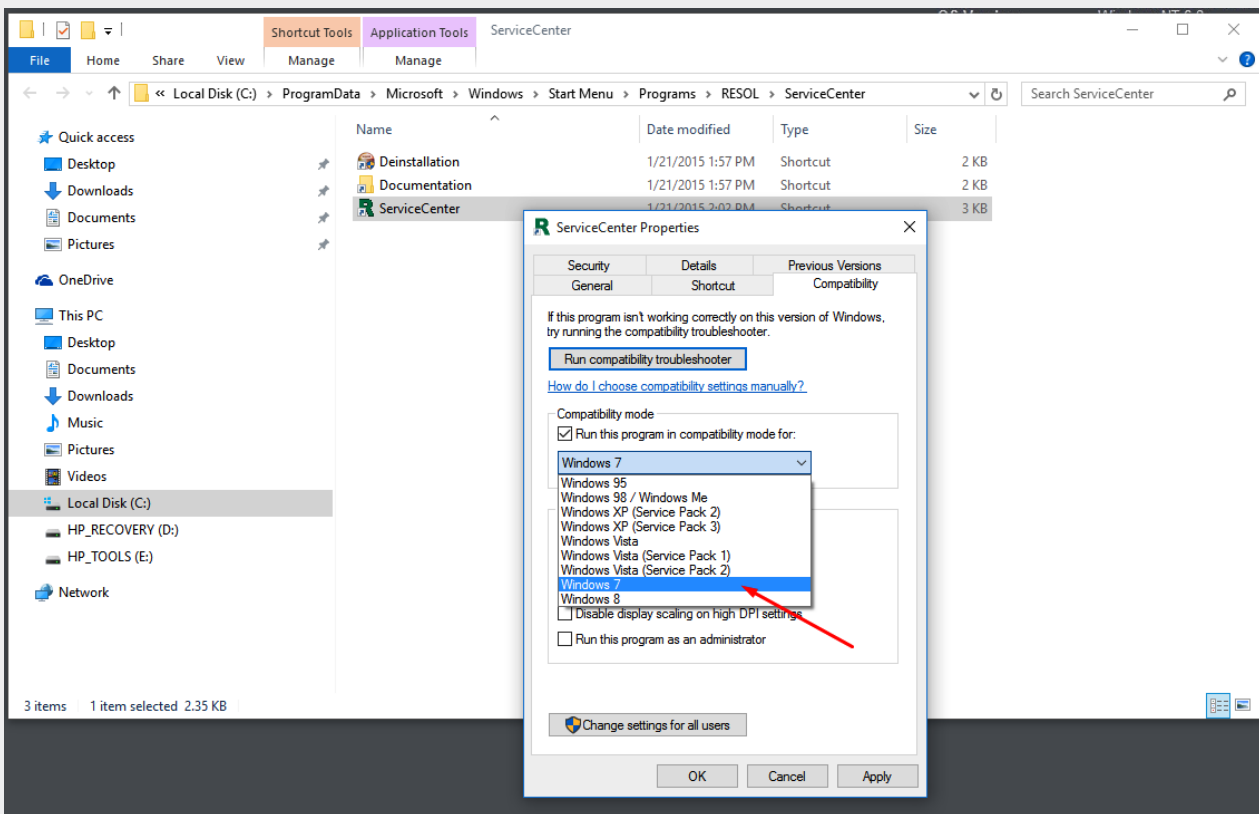 Shortcut Tools
Application Tools
ServiceCenter
File
Home
Share
View
Manage
Manage
« Local Disk (C:) > ProgramData > Microsoft > Windows > Start Menu > Programs > RESOL > ServiceCenter
Search ServiceCenter
Quick access
Desktop
Downloads
Documents
Pictures
OneDrive
This PC
Desktop
Documents
Downloads
Music
Pictures
Videos
Local Disk (C:)
HP_RECOVERY (D:)
HP_TOOLS (E:)
Network
Name Date modified Type Size
Deinstallation 1/21/2015 1:57 PM Shortcut 2 KB
Documentation 1/21/2015 1:57 PM Shortcut 2 KB
ServiceCenter 1/21/2015 2:02 PM Shortcut 3 KB
ServiceCenter Properties
Security Details Previous Versions
General Shortcut Compatibility
If this program isn't working correctly on this version of Windows,
try running the compatibility troubleshooter.
Run compatibility troubleshooter
How do I choose compatibility settings manually?
Compatibility mode
Run this program in compatibility mode for:
Windows 7
Windows 95
Windows 98 / Windows Me
Windows XP (Service Pack 2)
Windows XP (Service Pack 3)
Windows Vista
Windows Vista (Service Pack 1)
Windows Vista (Service Pack 2)
Windows 7
Windows 8
Disable display scaling on high DPI settings
Run this program as an administrator
Change settings for all users
OK Cancel Apply
3 items 1 item selected 2.35 KB